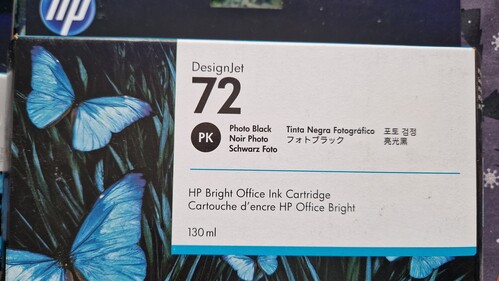 hp
DesignJet
72
PK
Photo Black
Noir Photo
Schwarz Foto
Tinta Negra Fotográfico
フォトブラック
포토 검정
亮光黑
HP Bright Office Ink Cartridge
Cartouche d'encre HP Office Bright
130 ml